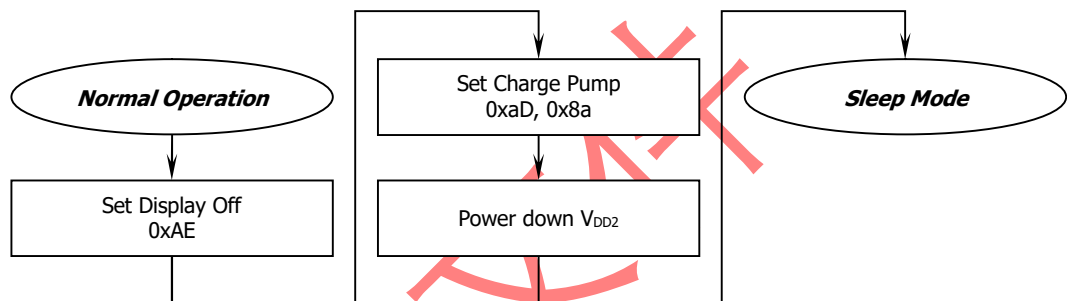 Normal Operation
Set Display Off
0xAE
Set Charge Pump
0xaD, 0x8a
Power down VDD2
Sleep Mode